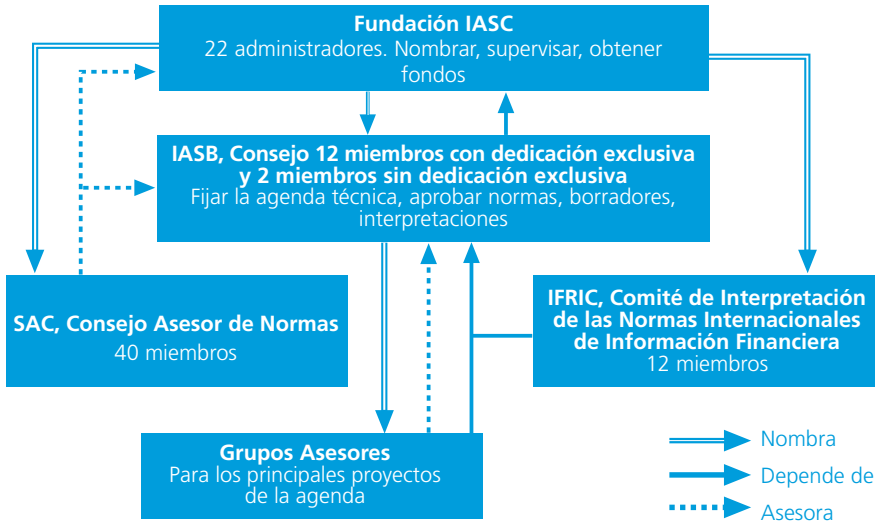 Fundación IASC
22 administradores. Nombrar, supervisar, obtener
fondos
IASB, Consejo 12 miembros con dedicación exclusiva
y 2 miembros sin dedicación exclusiva
Fijar la agenda técnica, aprobar normas, borradores,
interpretaciones
SAC, Consejo Asesor de Normas
40 miembros
IFRIC, Comité de Interpretación
de las Normas Internacionales
de Información Financiera
12 miembros
Grupos Asesores
Para los principales proyectos
de la agenda
Nombra
Depende de
Asesora